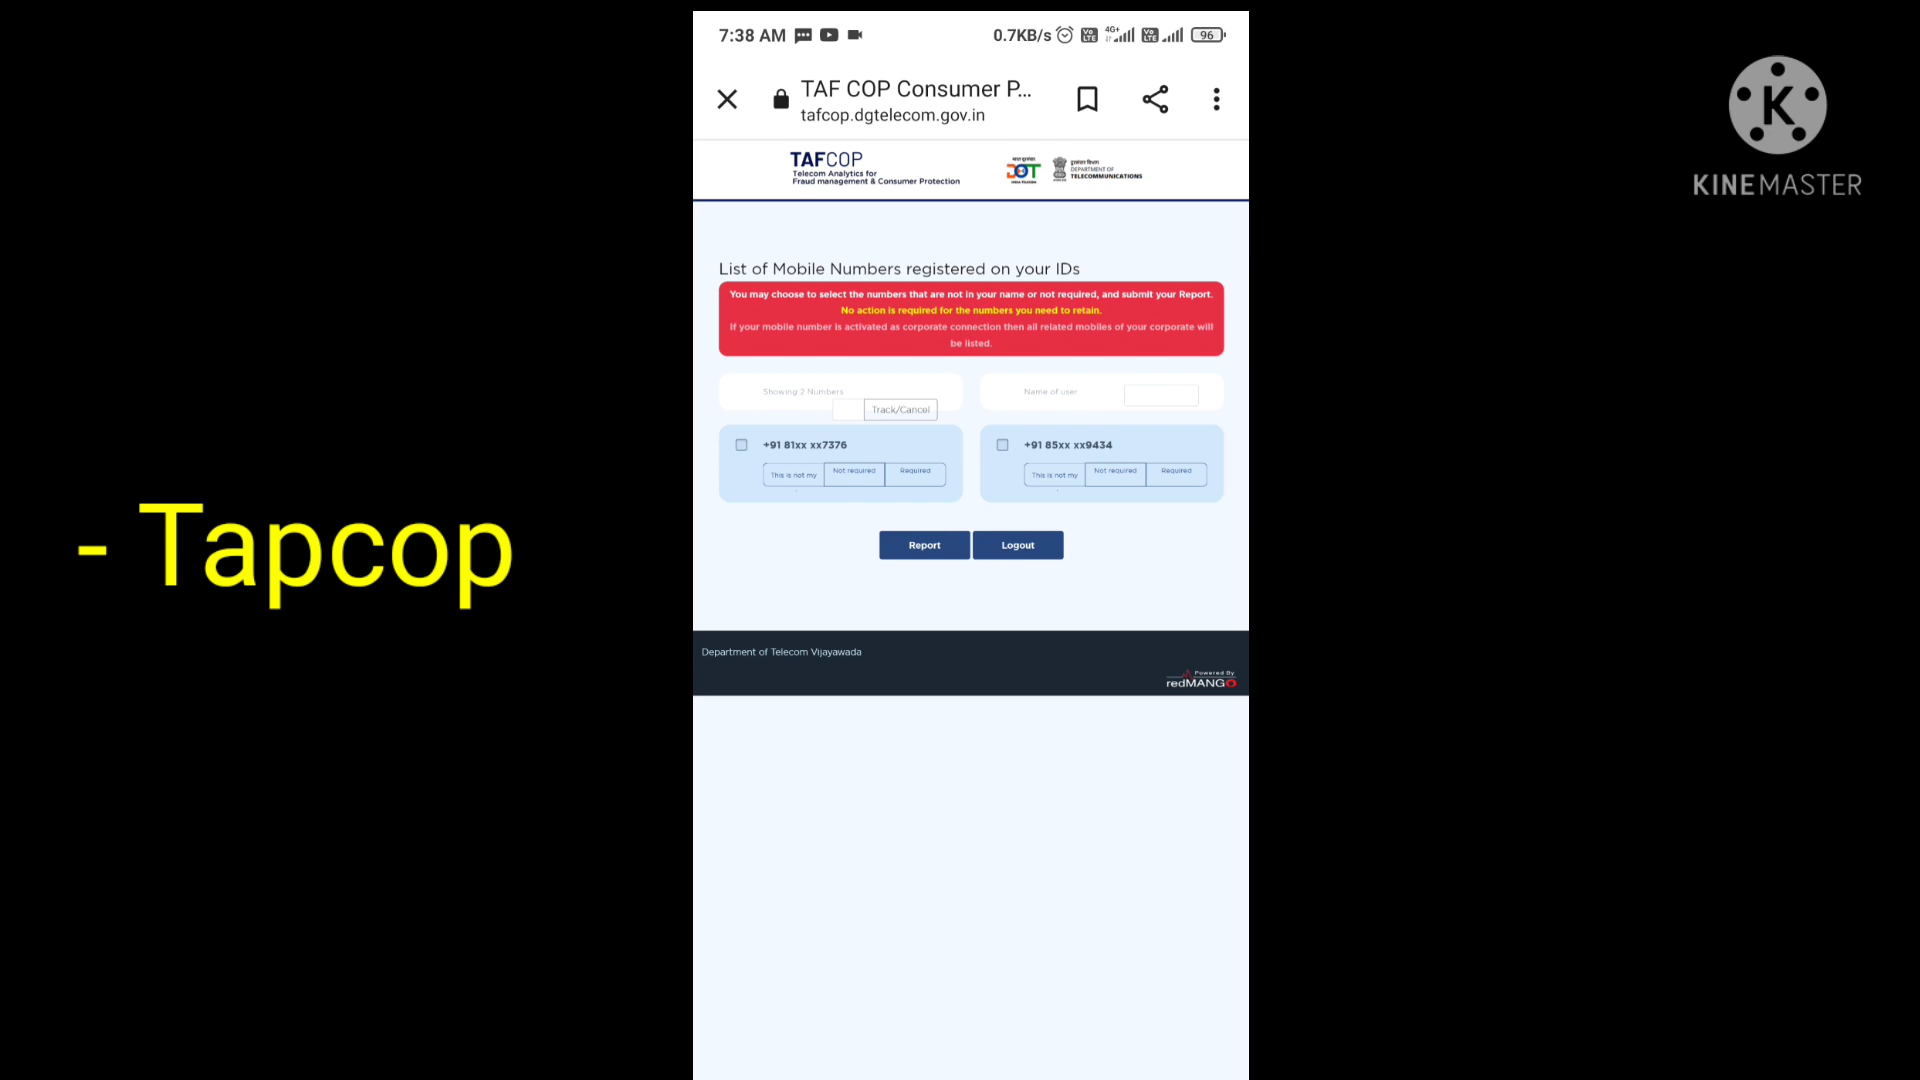 7:38 AM
0.7KB/s
4G+
96
TAF COP Consumer P...
tafcop.dgtelecom.gov.in
K
KINEMASTER
TAFCOP
Telecom Analytics for
Fraud management & Consumer Protection
DOT
DEPARTMENT OF
TELECOMMUNICATIONS
List of Mobile Numbers registered on your IDs
You may choose to select the numbers that are not in your name or not required, and submit your Report.
No action is required for the numbers you need to retain.
If your mobile number is activated as corporate connection then all related mobiles of your corporate will
be listed.
Showing 2 Numbers
Track/Cancel
Name of user
+91 81xx xx7376
This is not my
Not required
Required
+91 85xx xx9434
This is not my
Not required
Required
- Tapcop
Report
Logout
Department of Telecom Vijayawada
Powered By
redMANGO